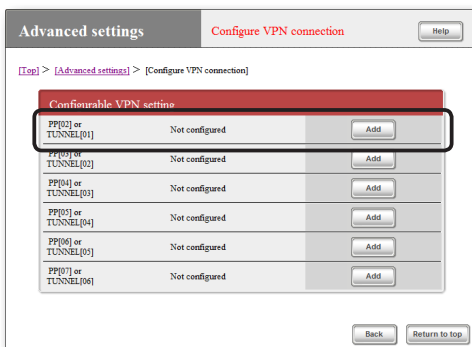 Advanced settings Configure VPN connection Help
[Top] > [Advanced settings] > [Configure VPN connection]
Configurable VPN setting
PP[02] or
TUNNEL[01] Not configured Add
PP[03] or
TUNNEL[02] Not configured Add
PP[04] or
TUNNEL[03] Not configured Add
PP[05] or
TUNNEL[04] Not configured Add
PP[06] or
TUNNEL[05] Not configured Add
PP[07] or
TUNNEL[06] Not configured Add
Back Return to top